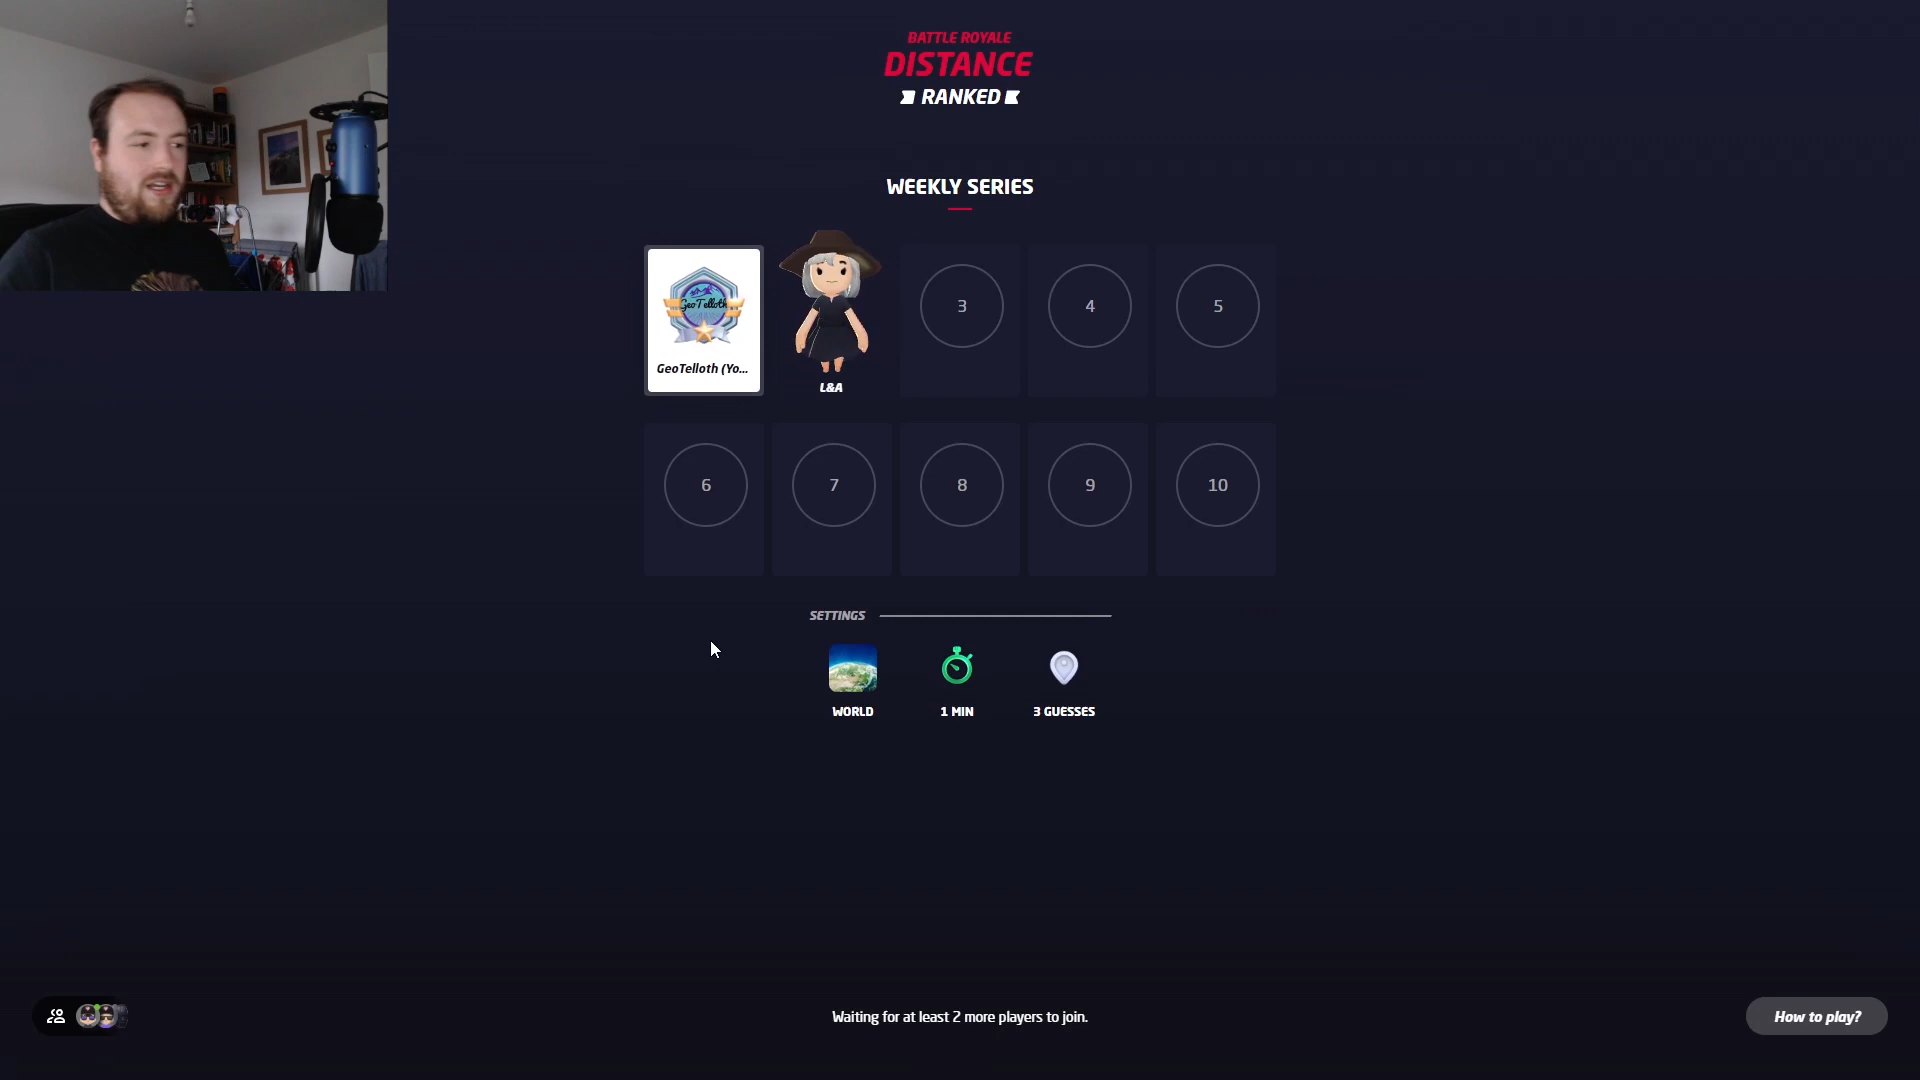 BATTLE ROYALE
DISTANCE
RANKED
WEEKLY SERIES
GeoTelloth
GeoTelloth (Yo...
L&A
3
4
5
6
7
8
9
10
SETTINGS
WORLD
1 MIN
3 GUESSES
Waiting for at least 2 more players to join.
How to play?